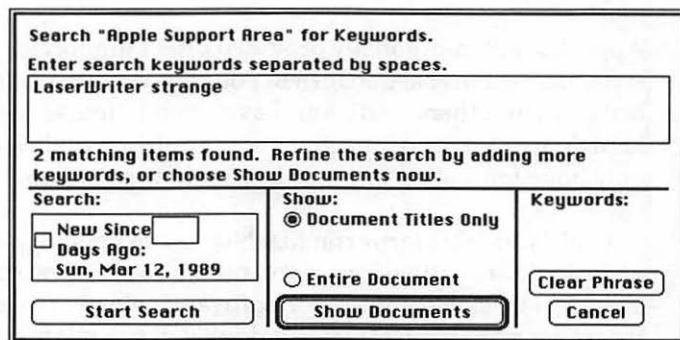 Search "Apple Support Area" for Keywords.
Enter search keywords separated by spaces.
LaserWriter strange
2 matching items found. Refine the search by adding more
keywords, or choose Show Documents now.
Search:
New Since
Days Ago:
Sun, Mar 12, 1989
Start Search
Show:
Document Titles Only
Entire Document
Show Documents
Keywords:
Clear Phrase
Cancel